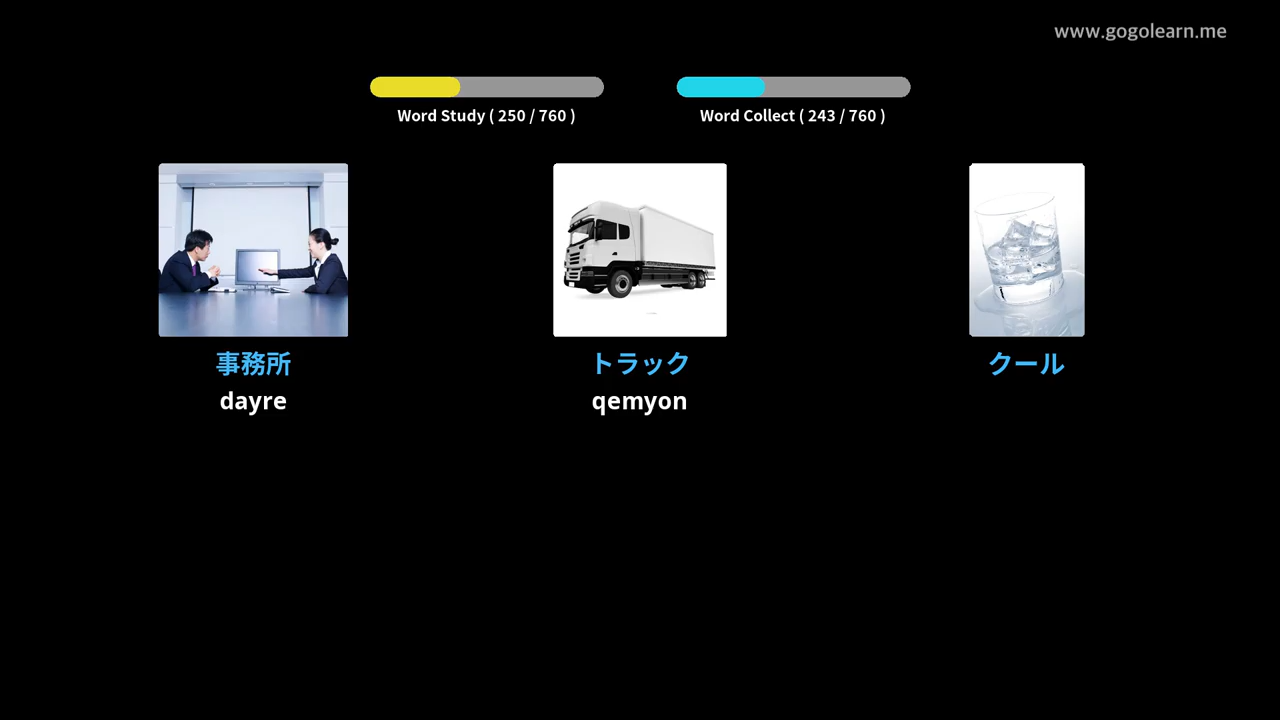 www.gogolearn.me
Word Study ( 250 / 760 )
Word Collect ( 243 / 760 )
事務所
トラック
クール
dayre
qemyon